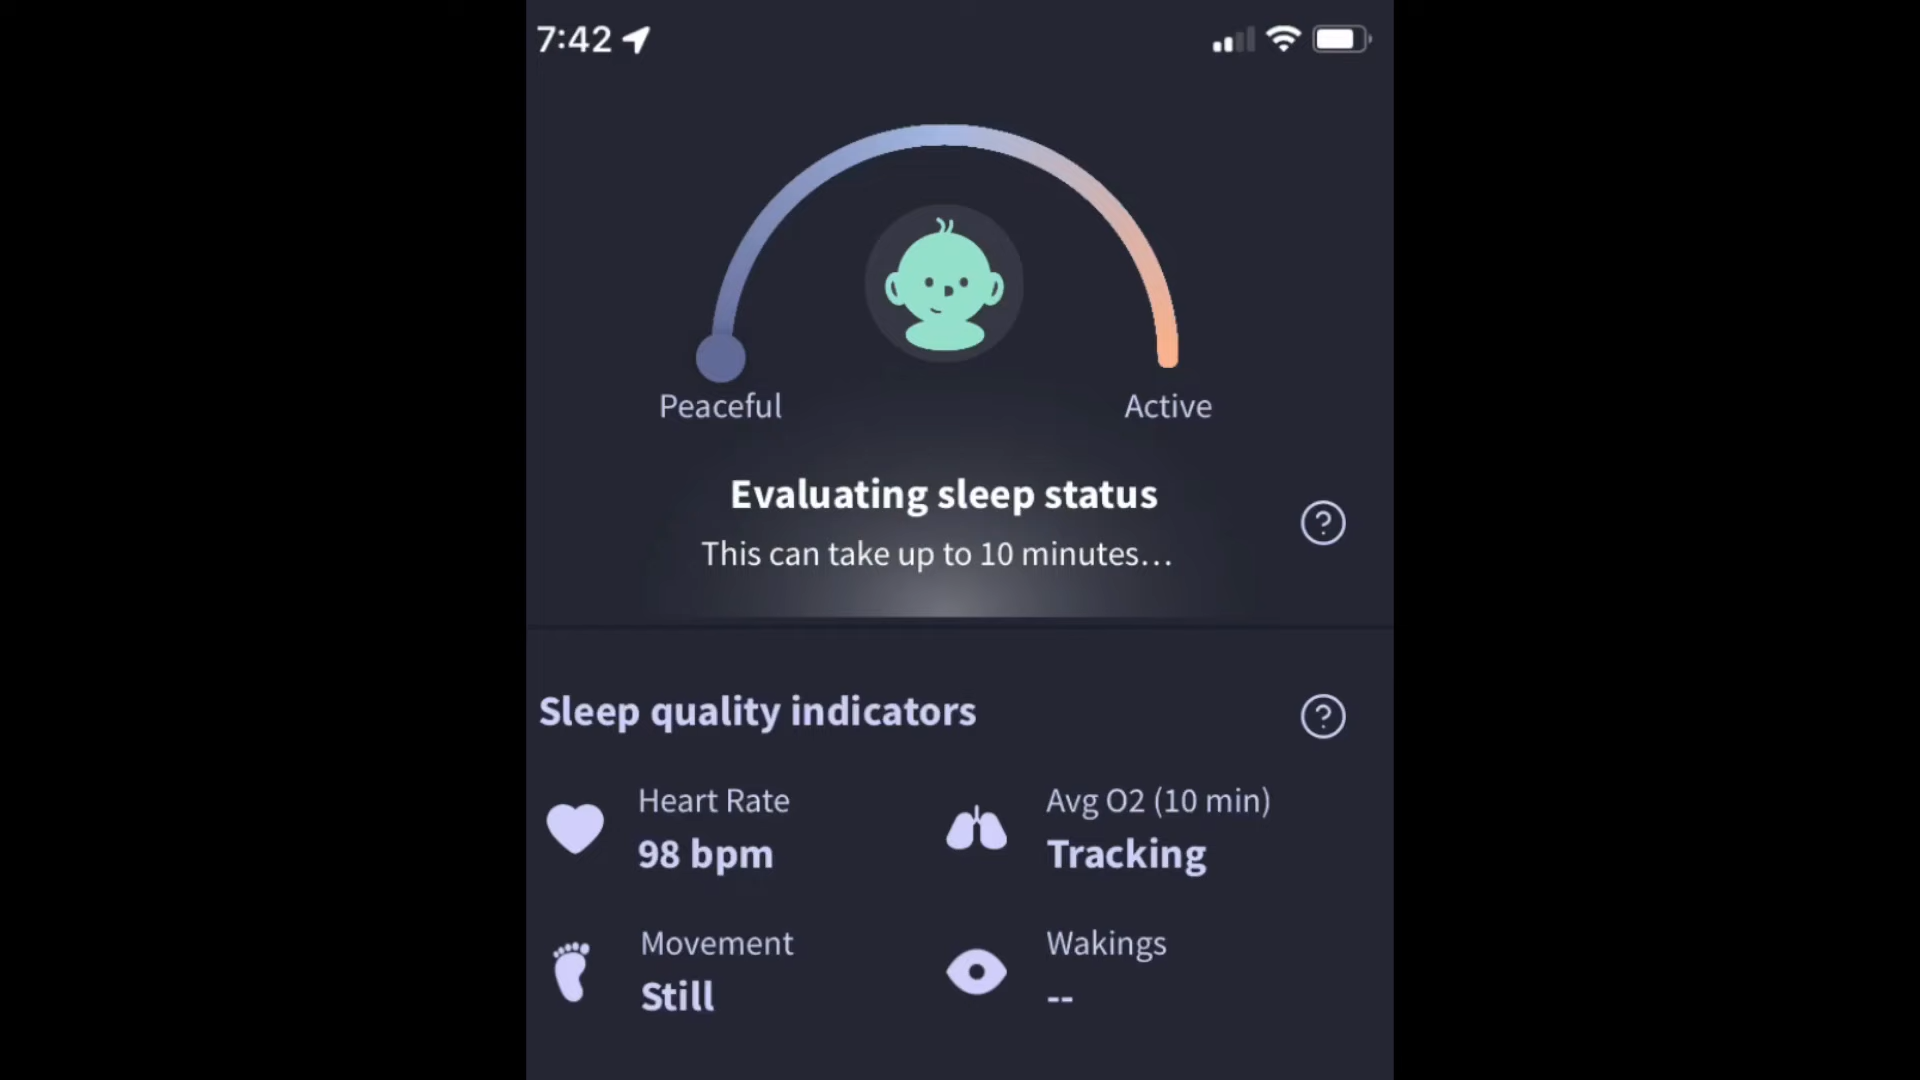 7:42
Peaceful
Active
Evaluating sleep status
This can take up to 10 minutes...
?
Sleep quality indicators
?
Heart Rate
98 bpm
Avg O2 (10 min)
Tracking
Movement
Still
Wakings
--